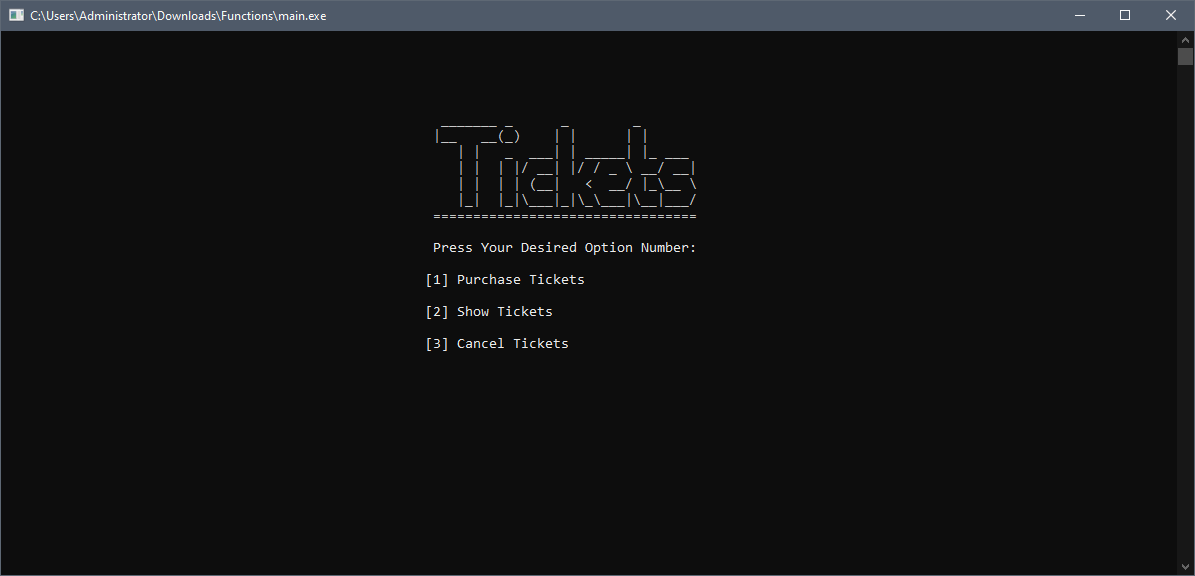 C:\Users\Administrator\Downloads\Functions\main.exe
Tickets
=================================
Press Your Desired Option Number:
[1] Purchase Tickets
[2] Show Tickets
[3] Cancel Tickets